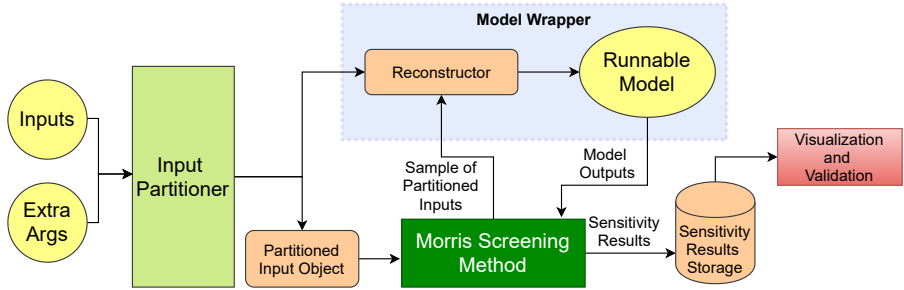 Model Wrapper
Reconstructor
Runnable
Model
Inputs
Extra
Args
Input
Partitioner
Sample of
Partitioned
Inputs
Model
Outputs
Visualization
and
Validation
Partitioned
Input Object
Morris Screening
Method
Sensitivity
Results
Sensitivity
Results
Storage